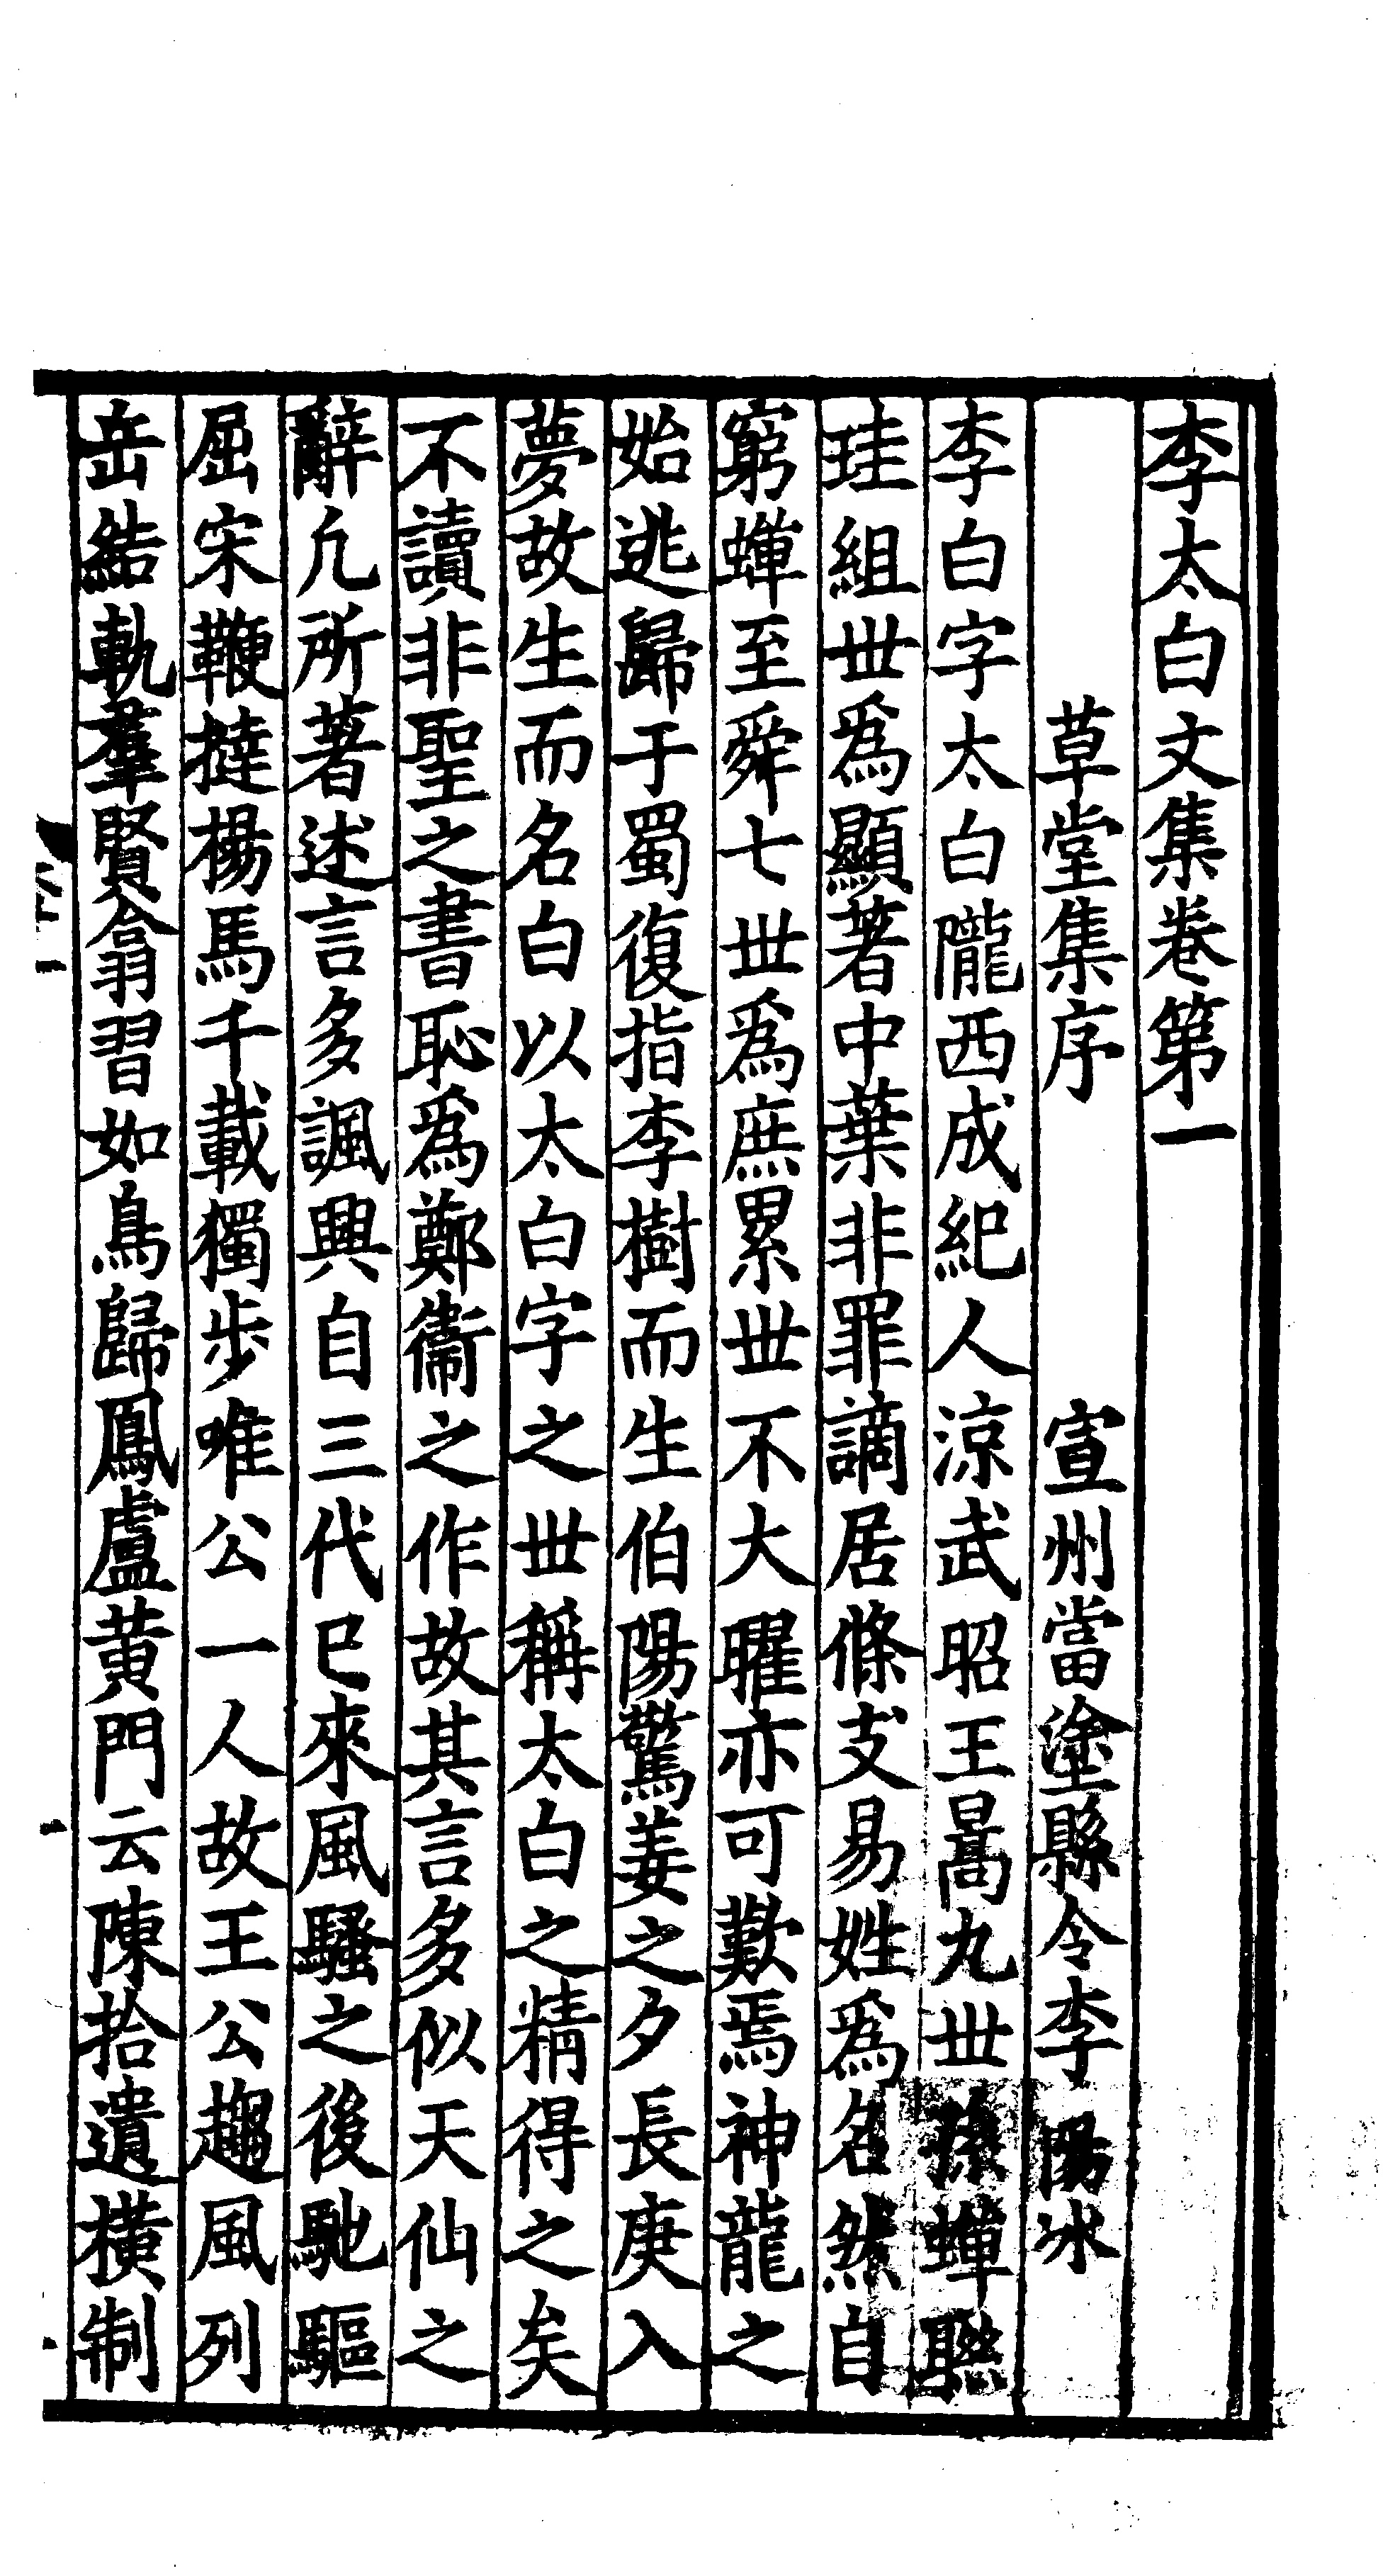 李太白文集卷第一
草堂集序　宣州當塗縣令李陽冰
李白字太白隴西成紀人涼武昭王暠九丗孫蟬聯
珪組丗爲顯著中葉非罪謫居條支易姓爲名然自
窮蟬至舜七丗爲庶累丗不大曜亦可歎焉神龍之
始逃歸于蜀復指李樹而生伯陽驚姜之夕長庚入
夢故生而名白以太白字之丗稱太白之精得之矣
不讀非聖之書恥爲鄭衞之作故其言多似天仙之
辭凢所著述言多諷興自三代已來風騷之後馳驅
屈宋鞭撻楊馬千載獨步唯公一人故王公趨風列
岳結軌羣賢翕習如鳥歸鳳盧黄門云陳拾遺橫制